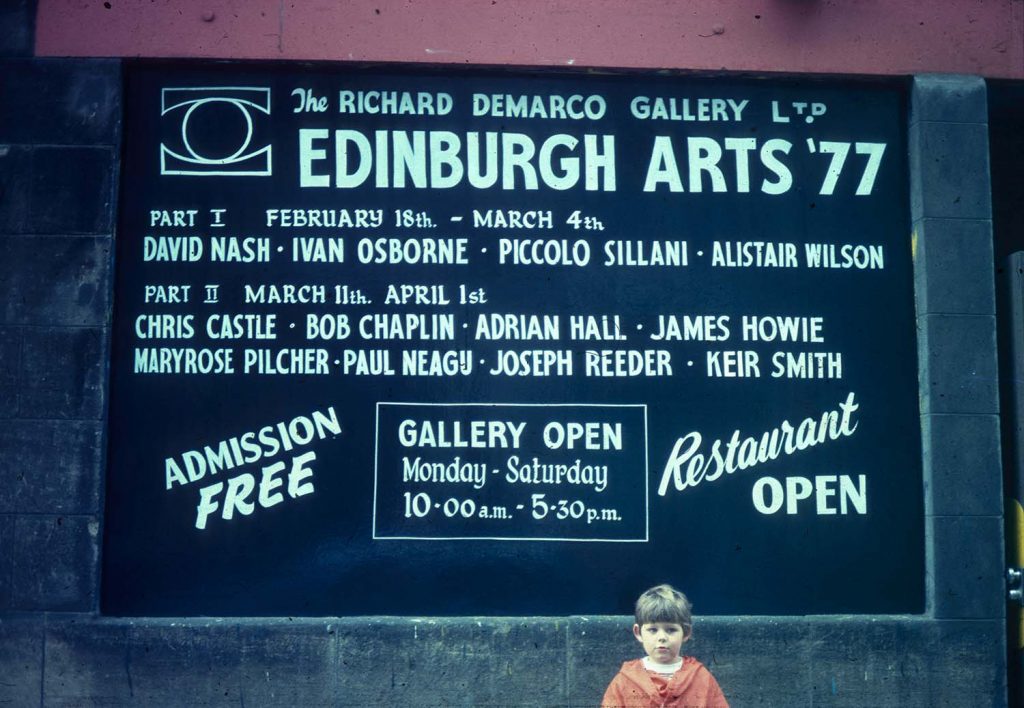 The RICHARD DEMARCO GALLERY LTD
EDINBURGH ARTS '77
PART I FEBRUARY 18th. - MARCH 4th
DAVID NASH · IVAN OSBORNE · PICCOLO SILLANI · ALISTAIR WILSON
PART II MARCH 11th. APRIL 1st
CHRIS CASTLE · BOB CHAPLIN · ADRIAN HALL · JAMES HOWIE
MARYROSE PILCHER · PAUL NEAGU · JOSEPH REEDER · KEIR SMITH
ADMISSION
FREE
GALLERY OPEN
Monday - Saturday
10·00 a.m. - 5·30 p.m.
Restaurant
OPEN